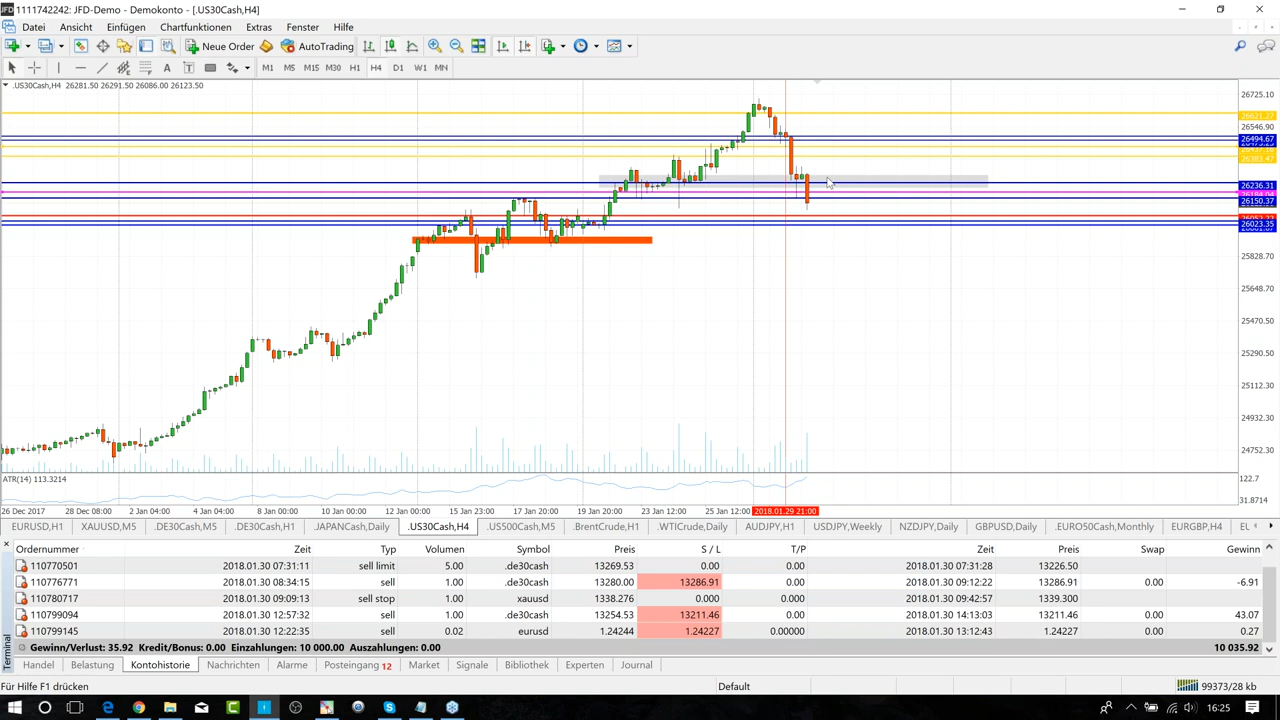 1111742242: JFD-Demo - Demokonto - [.US30Cash,H4]
Datei Ansicht Einfügen Chartfunktionen Extras Fenster Hilfe
New Order AutoTrading
M1 M5 M15 M30 H1 H4 D1 W1 MN
.US30Cash,H4 26281.50 26291.50 26086.00 26123.50
26725.10
26621.27
26546.90
26494.67
26393.47
26236.31
26150.37
26023.35
25828.70
25648.70
25470.50
25290.50
25112.30
24932.30
24752.30
ATR(14) 113.3214
122.7
31.8714
26 Dec 2017 28 Dec 08:00 2 Jan 04:00 4 Jan 04:00 8 Jan 00:00 10 Jan 00:00 12 Jan 00:00 15 Jan 23:00 17 Jan 20:00 19 Jan 20:00 23 Jan 12:00 25 Jan 12:00 2018.01.29 21:00
EURUSD,H1 XAUUSD,M5 .DE30Cash,M5 .DE30Cash,H1 .JAPANCash,Daily .US30Cash,H4 .US500Cash,M5 .BrentCrude,H1 .WTICrude,Daily AUDJPY,H1 USDJPY,Weekly NZDJPY,Daily GBPUSD,Daily .EURO50Cash,Monthly EURGBP,H4 EU
Ordernummer Zeit Typ Volumen Symbol Preis S / L T/P Zeit Preis Swap Gewinn
110770501 2018.01.30 07:31:11 sell limit 5.00 .de30cash 13269.53 0.00 0.00 2018.01.30 07:31:28 13226.50
110776771 2018.01.30 08:34:15 sell 1.00 .de30cash 13280.00 13286.91 0.00 2018.01.30 09:12:22 13286.91 0.00 -6.91
110780717 2018.01.30 09:09:13 sell stop 1.00 xauusd 1338.276 0.000 0.000 2018.01.30 09:42:57 1339.300
110799094 2018.01.30 12:57:32 sell 1.00 .de30cash 13254.53 13211.46 0.00 2018.01.30 14:13:03 13211.46 0.00 43.07
110799145 2018.01.30 12:22:35 sell 0.02 eurusd 1.24244 1.24227 0.00000 2018.01.30 13:12:43 1.24227 0.00 0.27
Gewinn/Verlust: 35.92 Kredit/Bonus: 0.00 Einzahlungen: 10 000.00 Auszahlungen: 0.00 10 035.92
Terminal
Handel Belastung Kontohistorie Nachrichten Alarme Posteingang 12 Market Signale Bibliothek Experten Journal
Für Hilfe F1 drücken Default 99373/28 kb
16:25